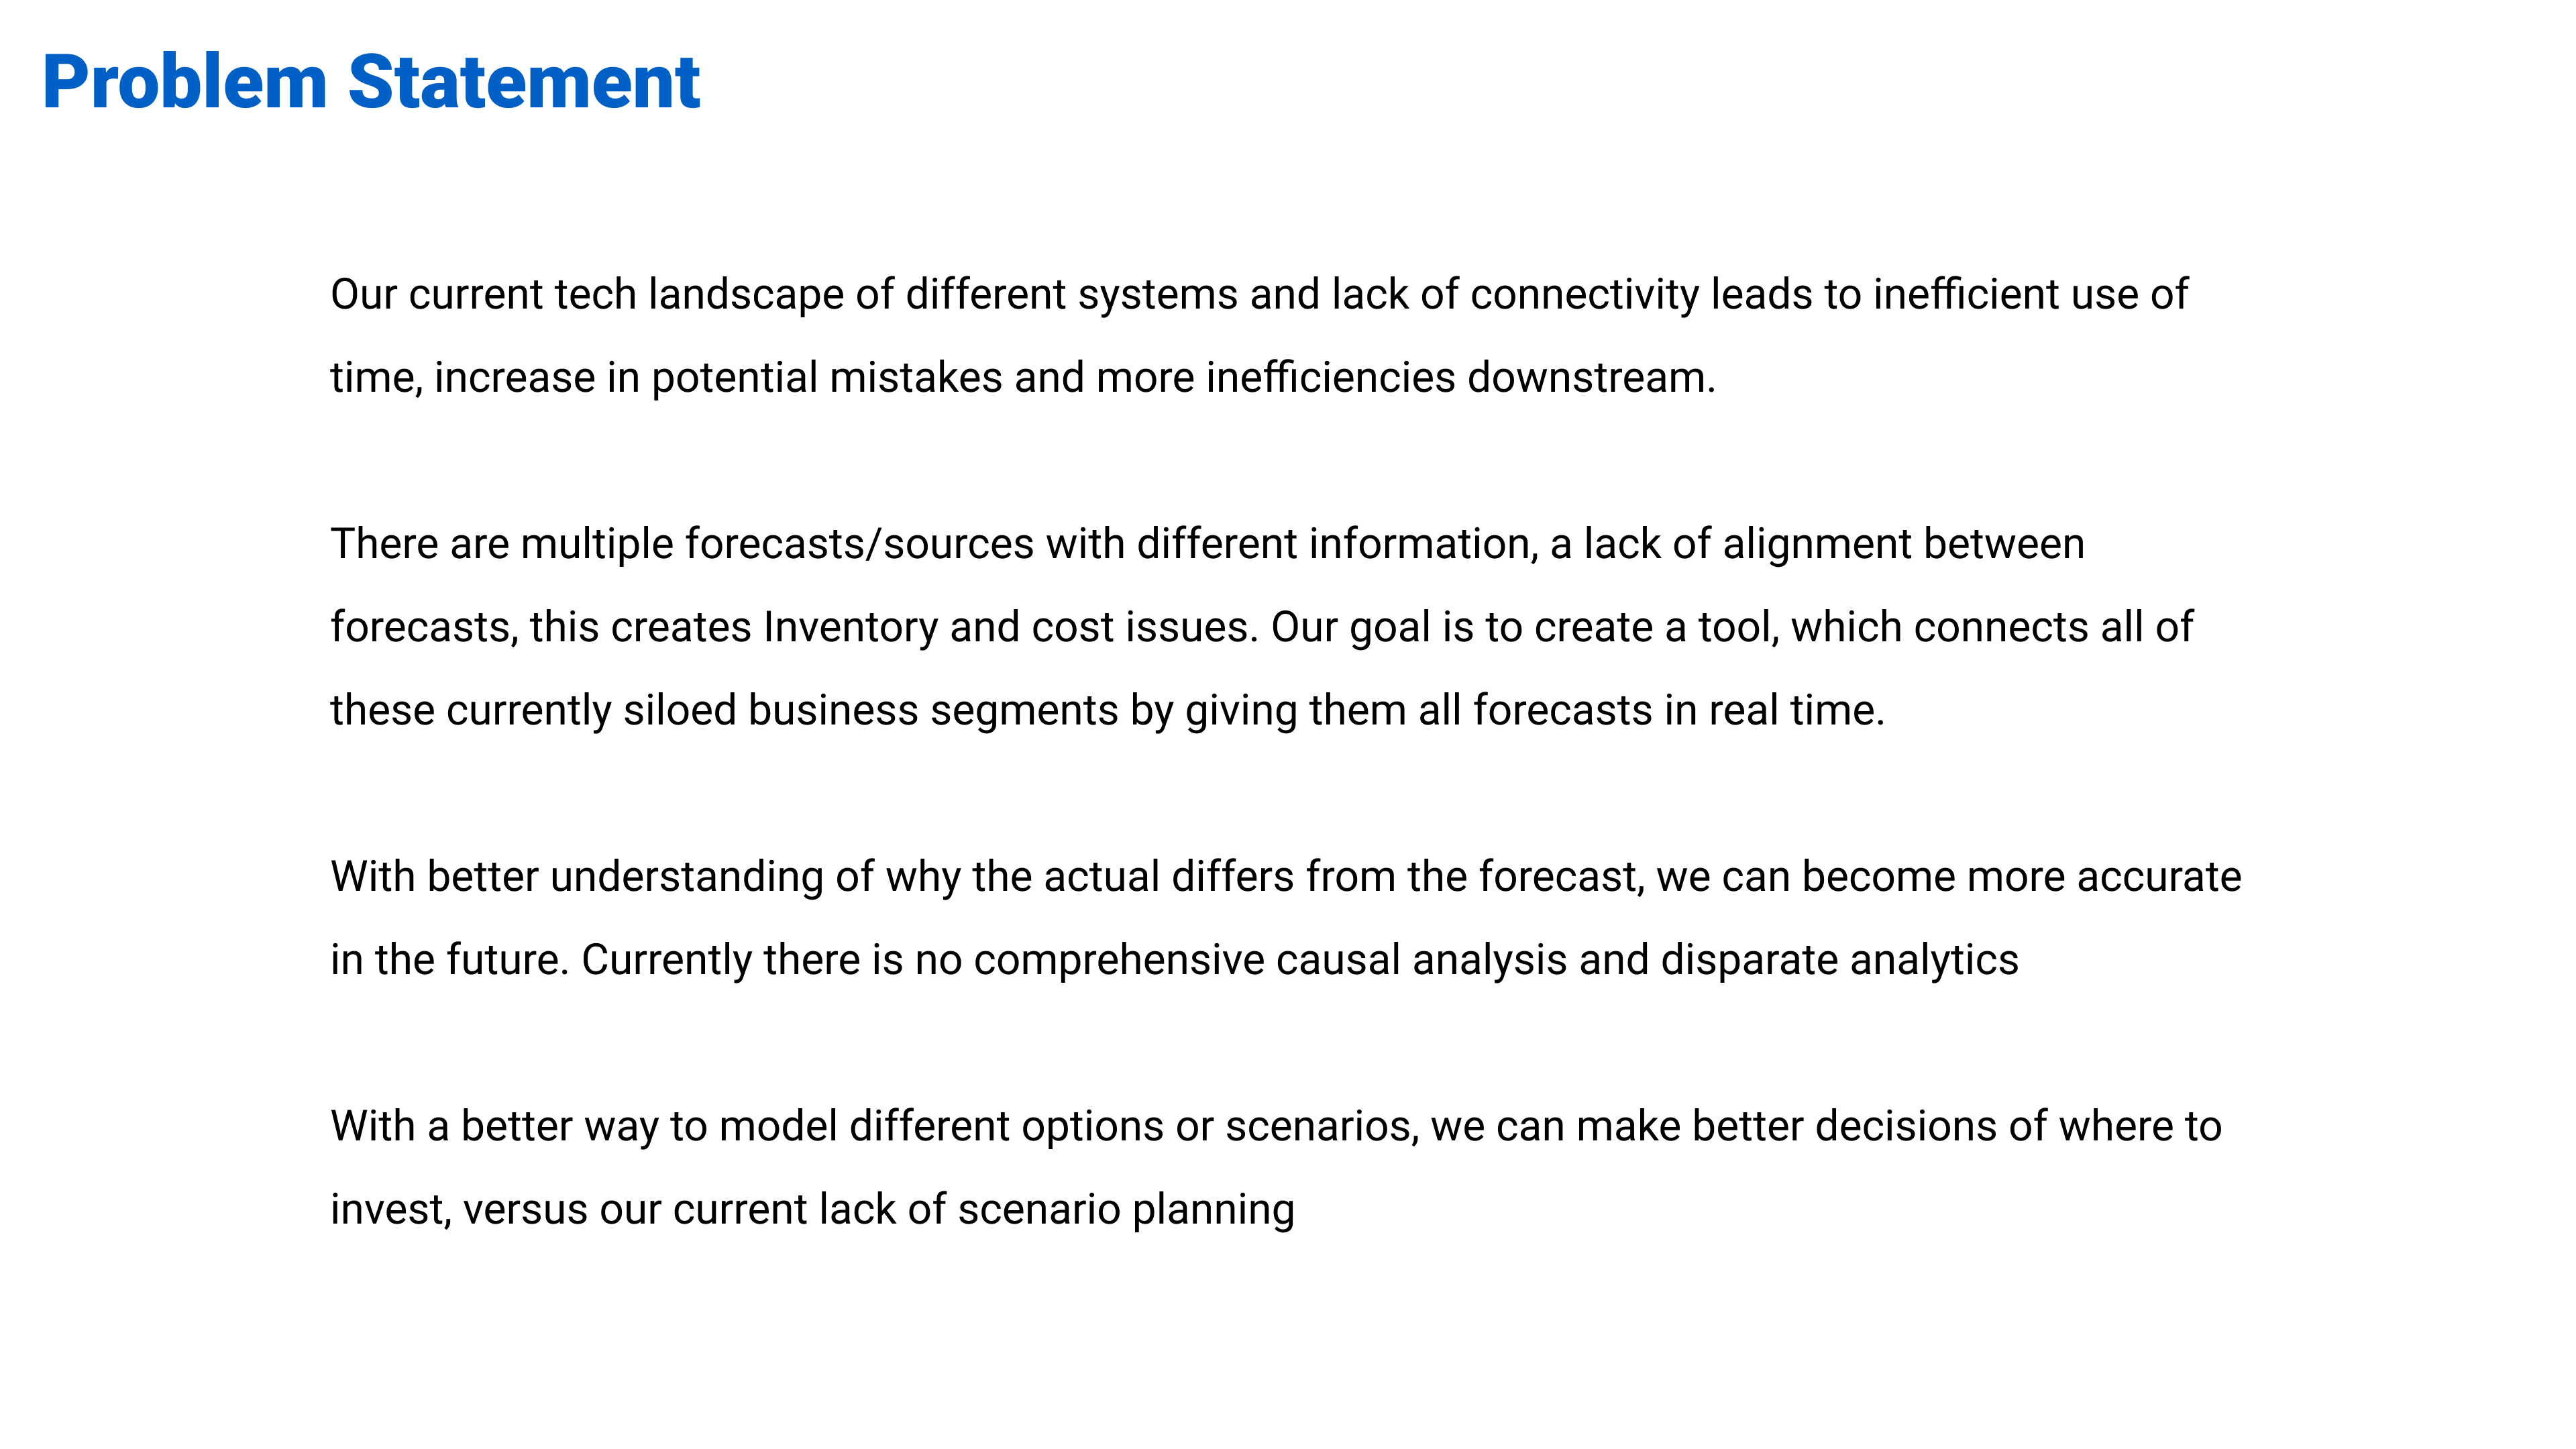 Problem Statement
Our current tech landscape of different systems and lack of connectivity leads to inefficient use of
time, increase in potential mistakes and more inefficiencies downstream.
There are multiple forecasts/sources with different information, a lack of alignment between
forecasts, this creates Inventory and cost issues. Our goal is to create a tool, which connects all of
these currently siloed business segments by giving them all forecasts in real time.
With better understanding of why the actual differs from the forecast, we can become more accurate
in the future. Currently there is no comprehensive causal analysis and disparate analytics
With a better way to model different options or scenarios, we can make better decisions of where to
invest, versus our current lack of scenario planning